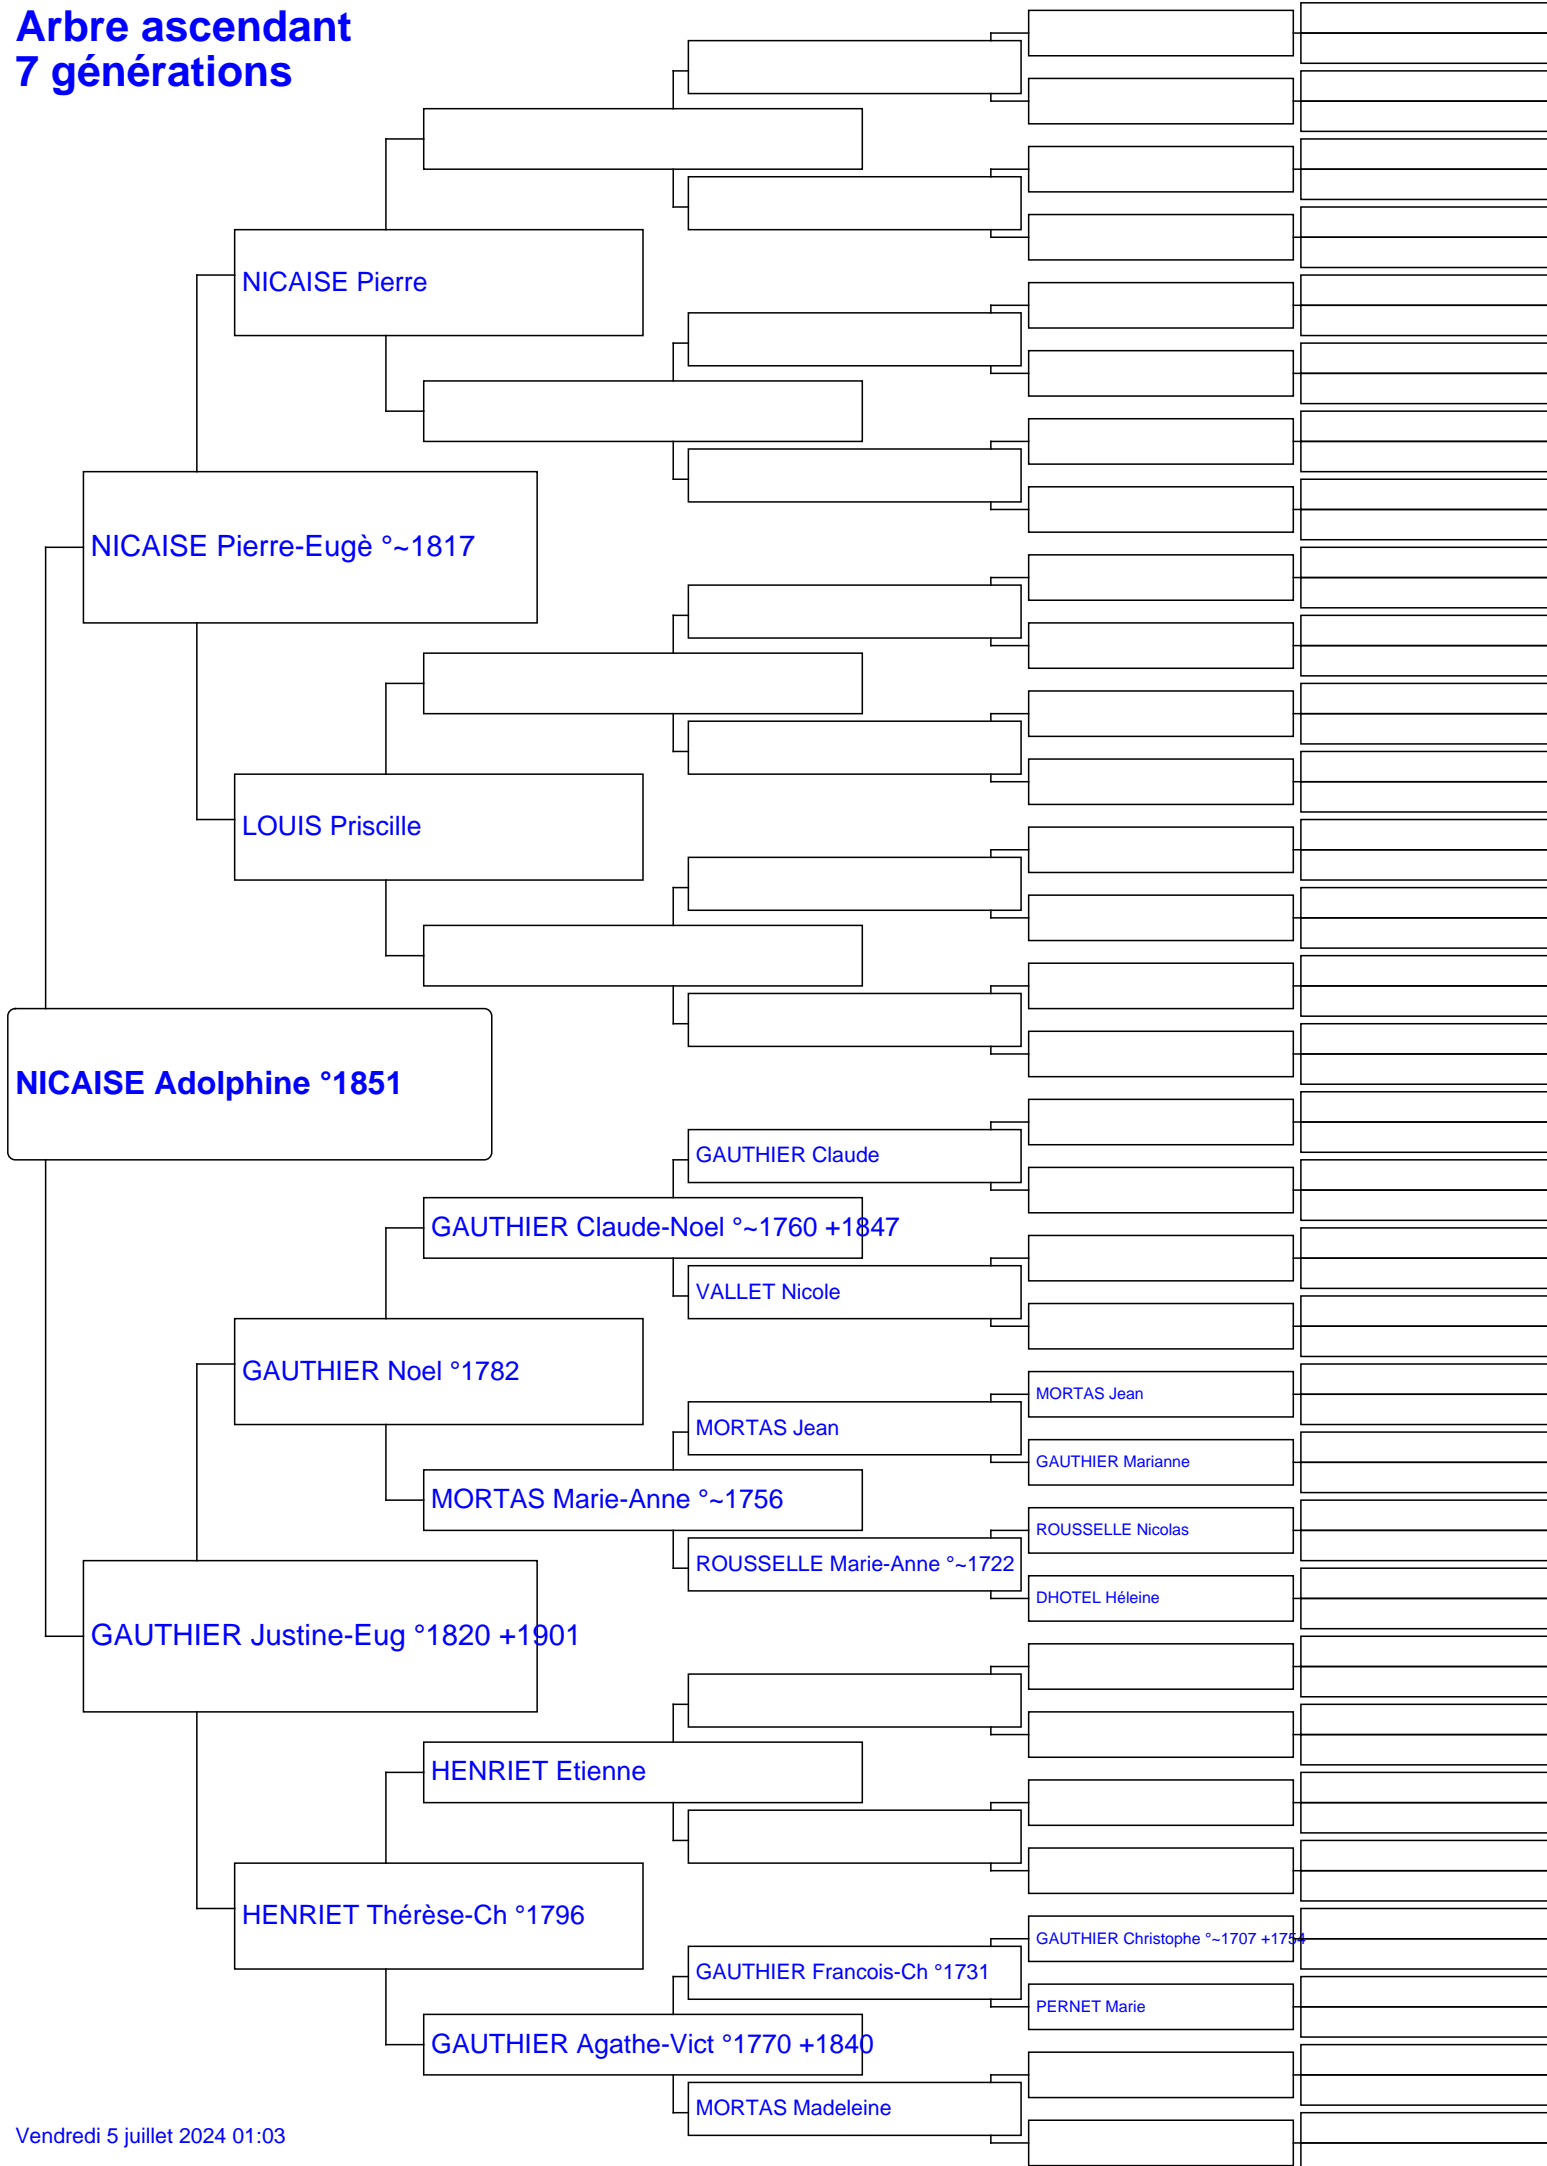 Arbre ascendant
7 générations
NICAISE Pierre
NICAISE Pierre-Eugè °~1817
LOUIS Priscille
NICAISE Adolphine °1851
GAUTHIER Claude
GAUTHIER Claude-Noel °~1760 +1847
VALLET Nicole
GAUTHIER Noel °1782
MORTAS Jean
MORTAS Jean
GAUTHIER Marianne
MORTAS Marie-Anne °~1756
ROUSSELLE Nicolas
ROUSSELLE Marie-Anne °~1722
DHOTEL Héleine
GAUTHIER Justine-Eug °1820 +1901
HENRIET Etienne
HENRIET Thérèse-Ch °1796
GAUTHIER Christophe °~1707 +1754
GAUTHIER Francois-Ch °1731
PERNET Marie
GAUTHIER Agathe-Vict °1770 +1840
MORTAS Madeleine
Vendredi 5 juillet 2024 01:03